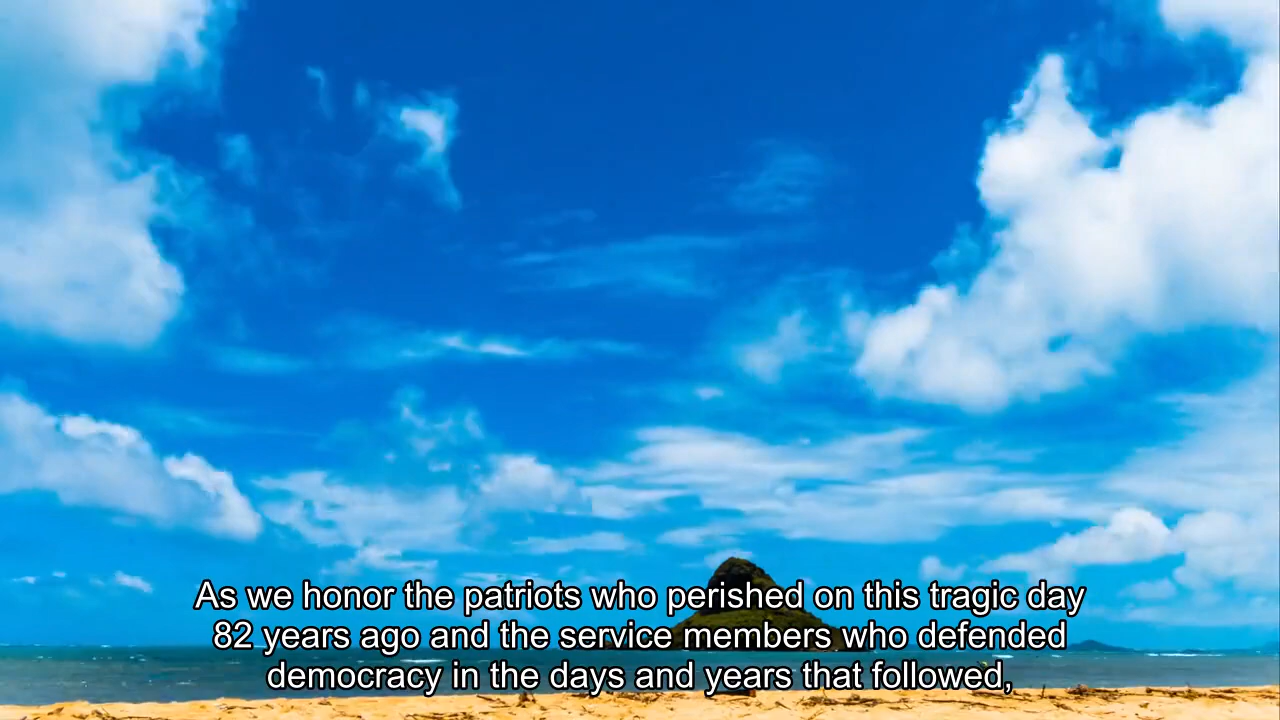 As we honor the patriots who perished on this tragic day
82 years ago and the service members who defended
democracy in the days and years that followed,